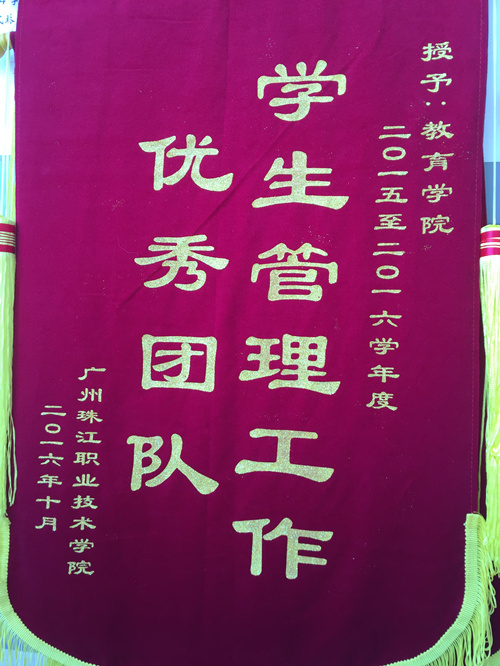 授予：教育学院
二〇一五至二〇一六学年度
学生管理工作
优秀团队
广州珠江职业技术学院
二〇一六年十月